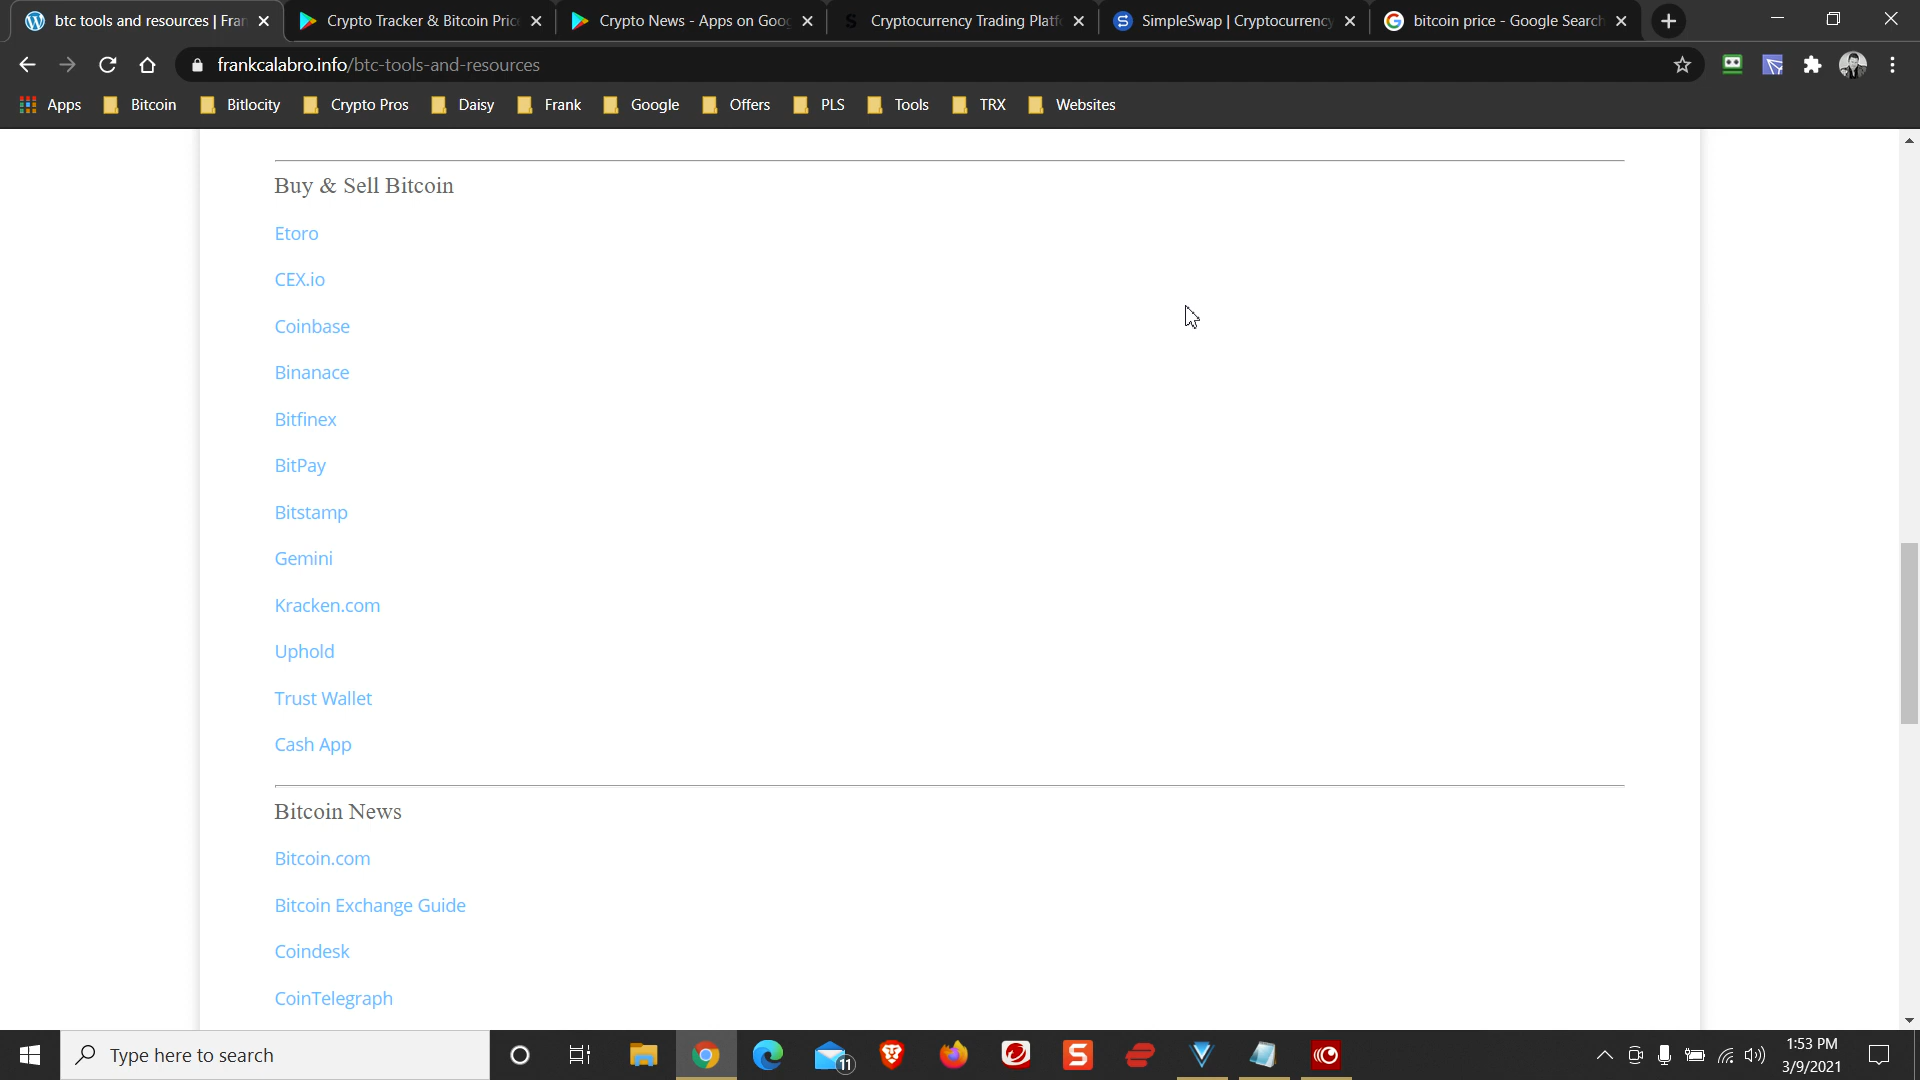 btc tools and resources | Fran
Crypto Tracker & Bitcoin Pric
Crypto News - Apps on Goog
Cryptocurrency Trading Platf
SimpleSwap | Cryptocurrency
bitcoin price - Google Search
frankcalabro.info/btc-tools-and-resources
Apps
Bitcoin
Bitlocity
Crypto Pros
Daisy
Frank
Google
Offers
PLS
Tools
TRX
Websites
Buy & Sell Bitcoin
Etoro
CEX.io
Coinbase
Binanace
Bitfinex
BitPay
Bitstamp
Gemini
Kracken.com
Uphold
Trust Wallet
Cash App
Bitcoin News
Bitcoin.com
Bitcoin Exchange Guide
Coindesk
CoinTelegraph
Type here to search
11
1:53 PM
3/9/2021